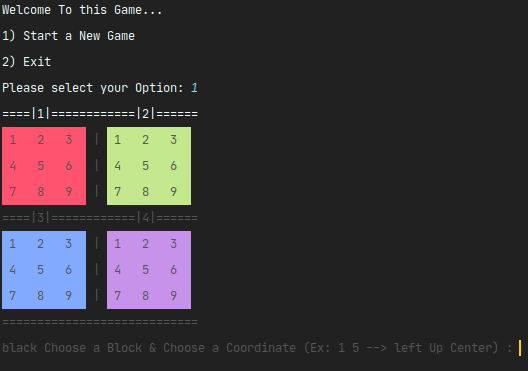 Welcome To this Game...
1) Start a New Game
2) Exit
Please select your Option: 1
====|1|============|2|======
1 2 3 | 1 2 3
4 5 6 | 4 5 6
7 8 9 | 7 8 9
====|3|============|4|======
1 2 3 | 1 2 3
4 5 6 | 4 5 6
7 8 9 | 7 8 9
============================
black Choose a Block & Choose a Coordinate (Ex: 1 5 --> left Up Center) :